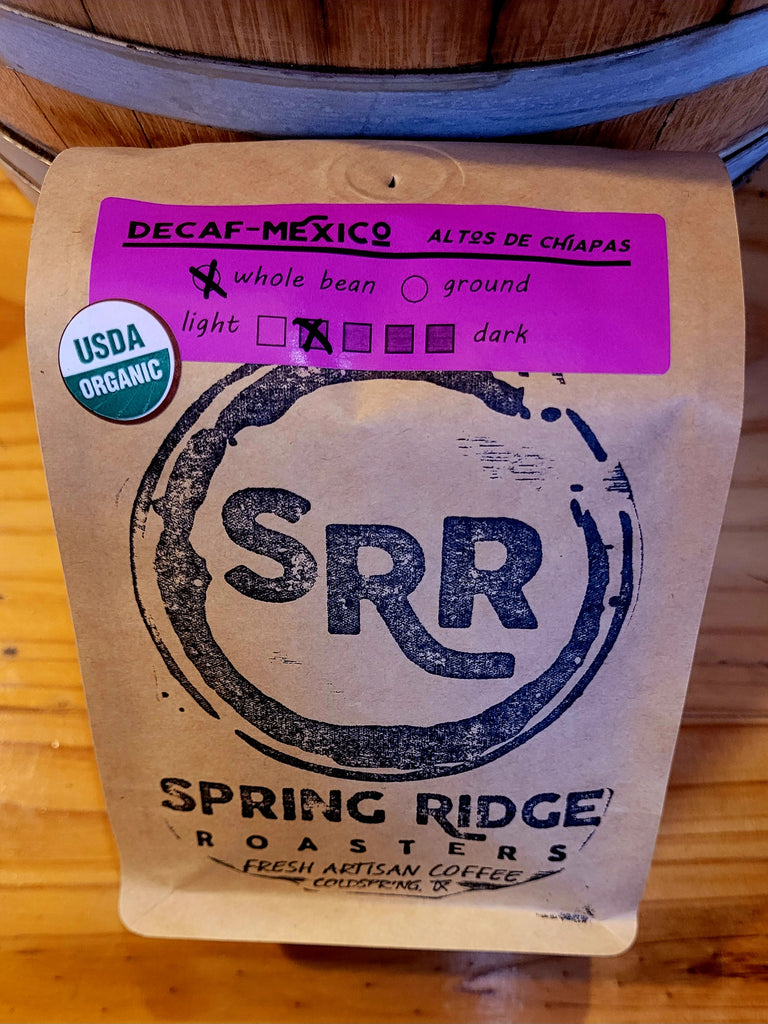 DECAF-MÉXICO ALTOS DE CHIAPAS
whole bean ground
light dark
USDA
ORGANIC
SRR
SPRING RIDGE
ROASTERS
FRESH ARTISAN COFFEE
COLDSPRING, TX